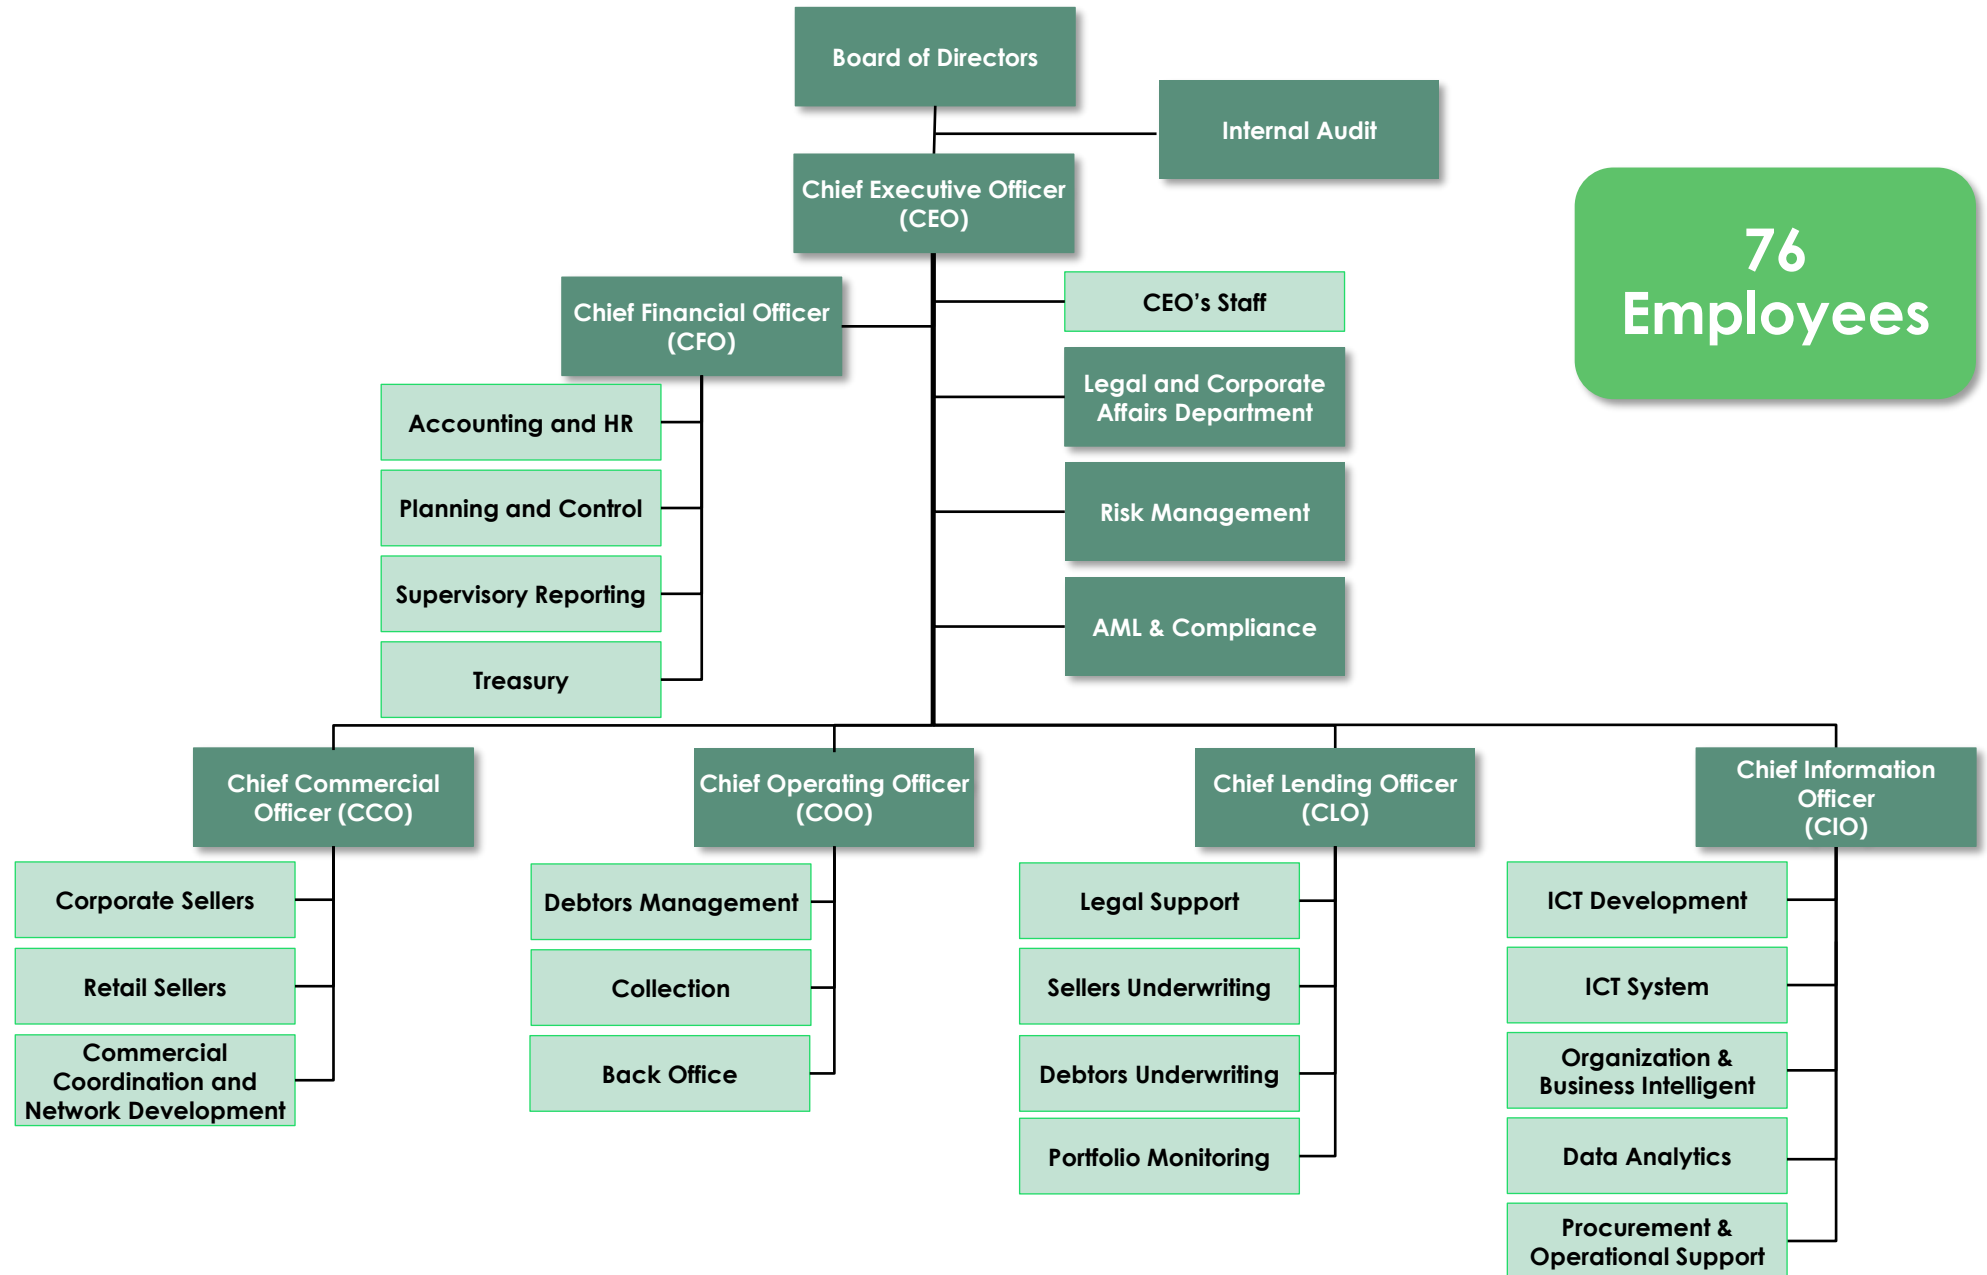 Board of Directors
Internal Audit
Chief Executive Officer
(CEO)
76
Employees
Chief Financial Officer
(CFO)
CEO’s Staff
Legal and Corporate
Affairs Department
Accounting and HR
Planning and Control
Risk Management
Supervisory Reporting
AML & Compliance
Treasury
Chief Commercial
Officer (CCO)
Chief Operating Officer
(COO)
Chief Lending Officer
(CLO)
Chief Information
Officer
(CIO)
Corporate Sellers
Retail Sellers
Commercial
Coordination and
Network Development
Debtors Management
Collection
Back Office
Legal Support
Sellers Underwriting
Debtors Underwriting
Portfolio Monitoring
ICT Development
ICT System
Organization &
Business Intelligent
Data Analytics
Procurement &
Operational Support